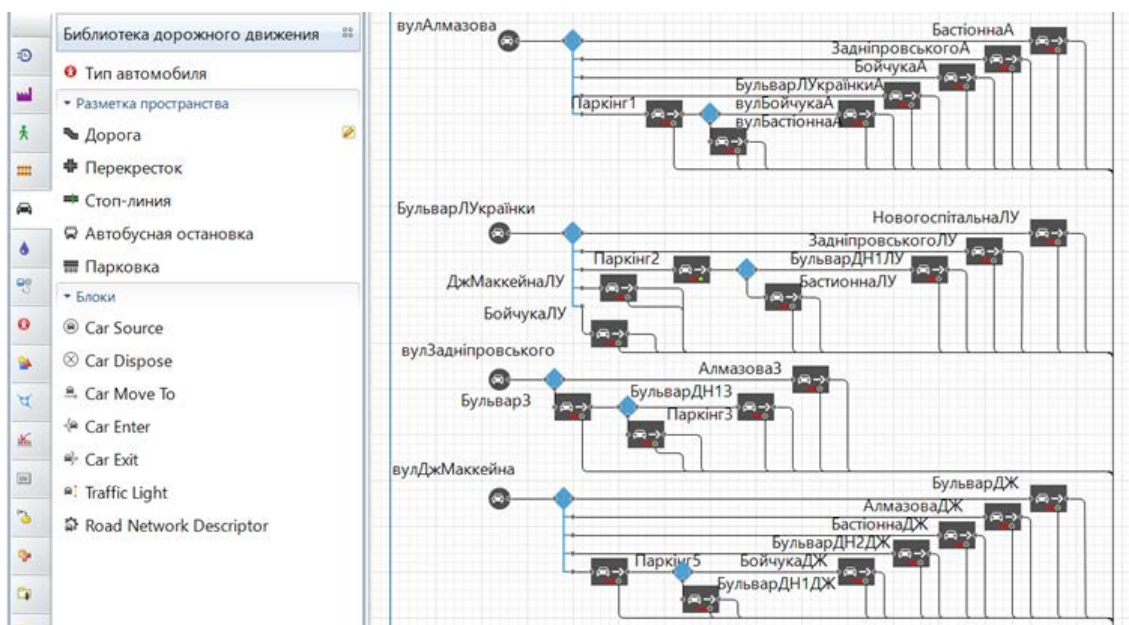 Библиотека дорожного движения
Тип автомобиля
Разметка пространства
Дорога
Перекресток
Стоп-линия
Автобусная остановка
Парковка
Блоки
Car Source
Car Dispose
Car Move To
Car Enter
Car Exit
Traffic Light
Road Network Descriptor
вулАлмазова
БастіоннаА
ЗадніпровськогоА
БойчукаА
БульварЛУкраїнкиА
Паркінг1
вулБойчукаА
вулБастіоннаА
БульварЛУкраїнки
НовогоспітальнаЛУ
ЗадніпровськогоЛУ
Паркінг2
БульварДН1ЛУ
ДжМаккейнаЛУ
БастионнаЛУ
БойчукаЛУ
вулЗадніпровського
АлмазоваЗ
БульварЗ
БульварДН1З
Паркінг3
вулДжМаккейна
БульварДЖ
АлмазоваДЖ
БастіоннаДЖ
БульварДН2ДЖ
Паркінг5
БойчукаДЖ
БульварДН1ДЖ